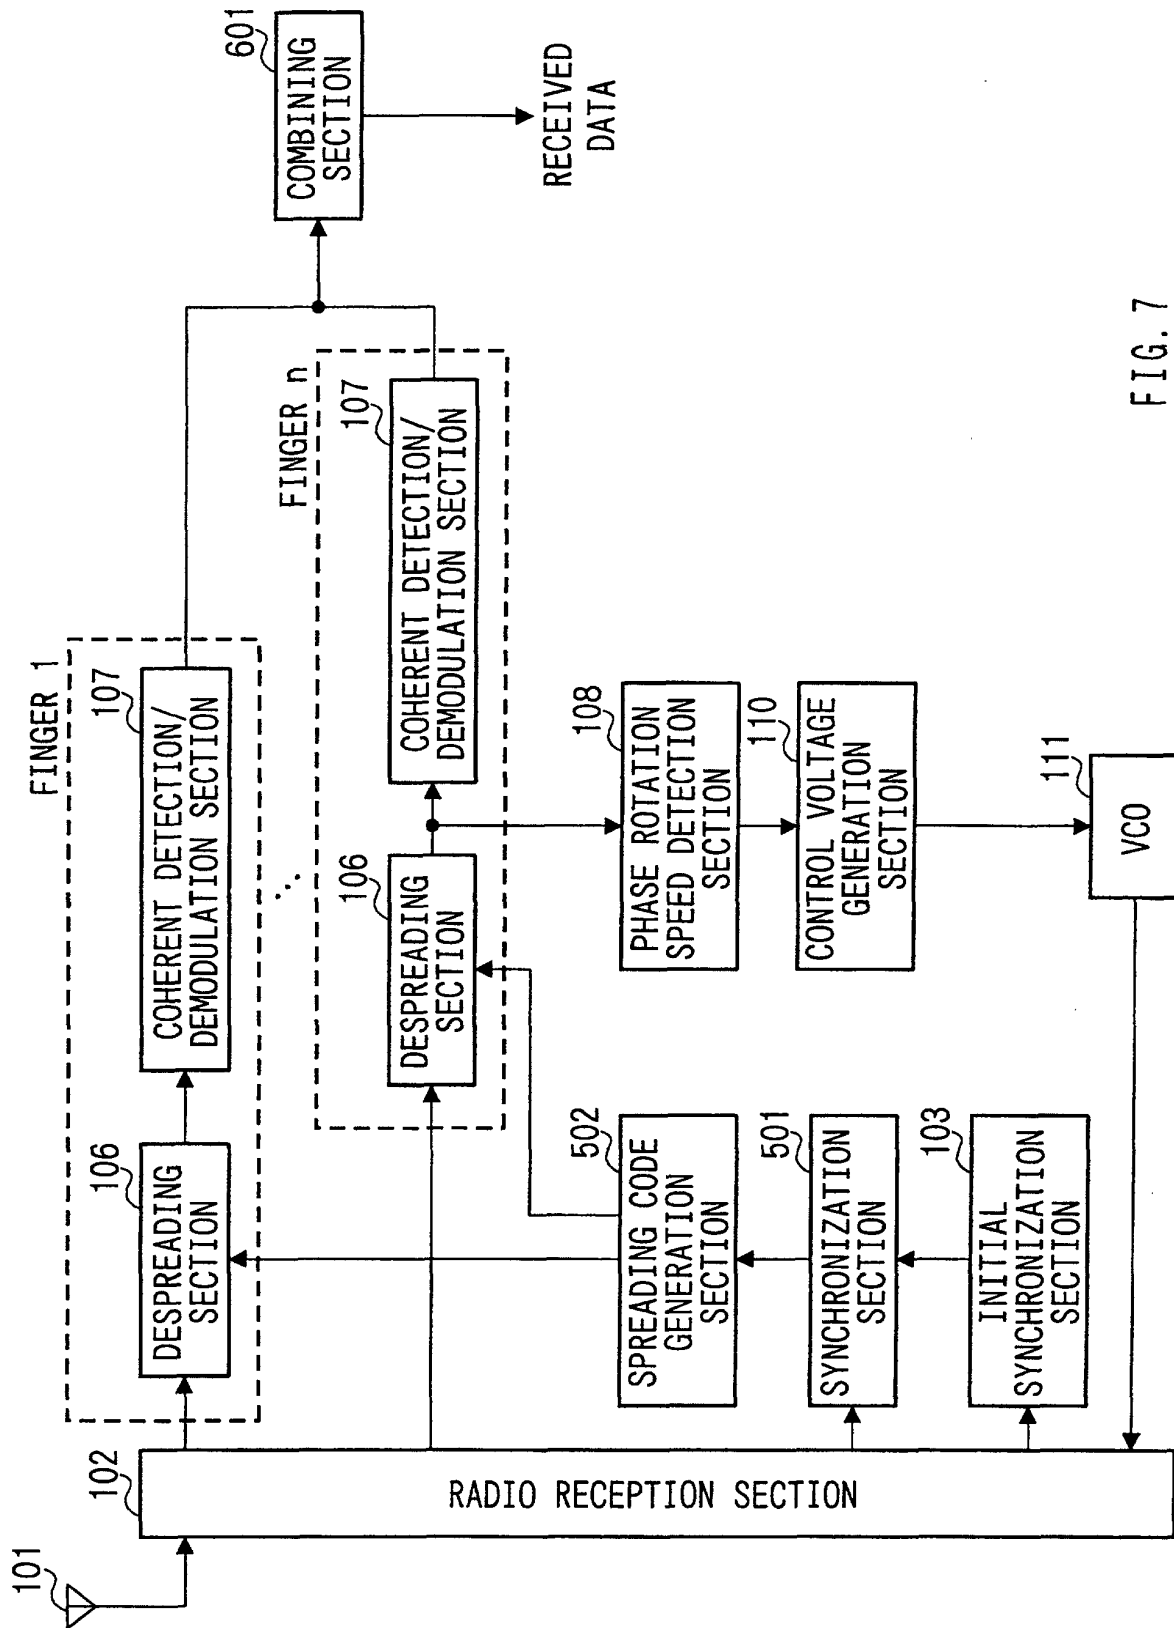 101
102
RADIO RECEPTION SECTION
FINGER 1
106
DESPREADING
SECTION
107
COHERENT DETECTION/
DEMODULATION SECTION
FINGER n
106
DESPREADING
SECTION
107
COHERENT DETECTION/
DEMODULATION SECTION
601
COMBINING
SECTION
RECEIVED
DATA
502
SPREADING CODE
GENERATION
SECTION
108
PHASE ROTATION
SPEED DETECTION
SECTION
501
SYNCHRONIZATION
SECTION
110
CONTROL VOLTAGE
GENERATION
SECTION
103
INITIAL
SYNCHRONIZATION
SECTION
111
VCO
FIG. 7